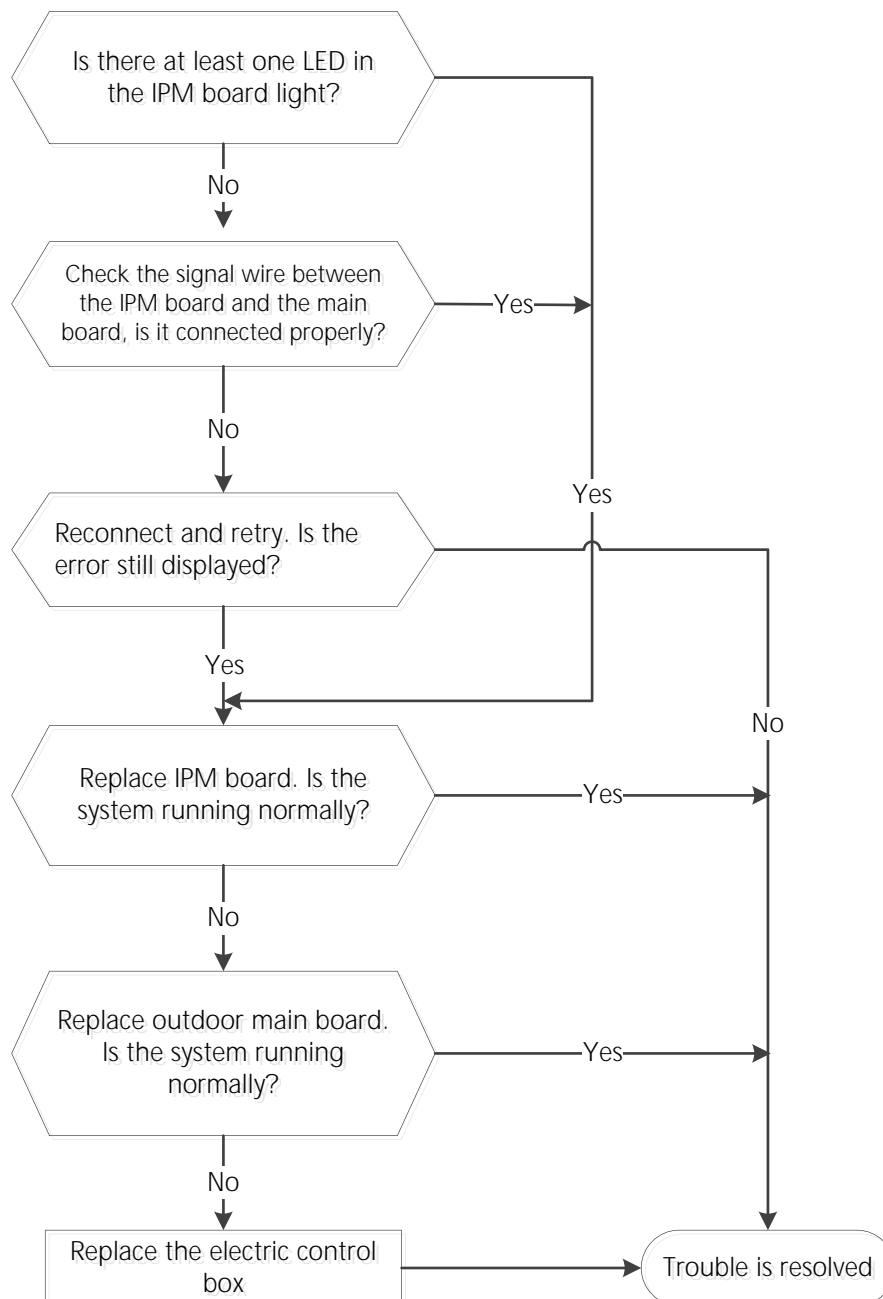 Is there at least one LED in
the IPM board light?
No
Check the signal wire between
the IPM board and the main
board, is it connected properly?
Yes
No
Yes
Reconnect and retry. Is the
error still displayed?
Yes
No
Replace IPM board. Is the
system running normally?
Yes
No
Replace outdoor main board.
Is the system running
normally?
Yes
No
Replace the electric control
box
Trouble is resolved